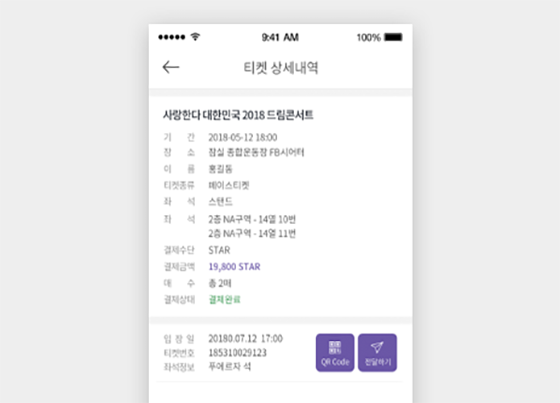 9:41 AM
100%
티켓 상세내역
사랑한다 대한민국 2018 드림콘서트
기 간 2018-05-12 18:00
장 소 잠실 종합운동장 FB시어터
이 름 홍길동
티켓종류 페이스티켓
좌 석 스탠드
좌 석 2층 NA구역 - 14열 10번
2층 NA구역 - 14열 11번
결제수단 STAR
결제금액 19,800 STAR
매 수 총 2매
결제상태 결제완료
입 장 일 20180.07.12 17:00
티켓번호 185310029123
좌석정보 푸에르자 석
QR Code
전달하기